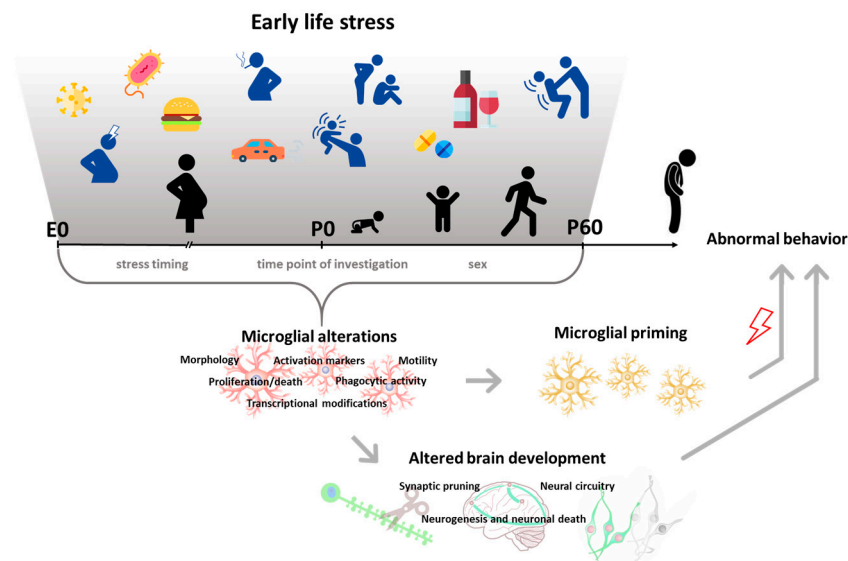 Early life stress
E0
P0
P60
Abnormal behavior
stress timing
time point of investigation
sex
Microglial alterations
Microglial priming
Morphology
Activation markers
Motility
Proliferation/death
Phagocytic activity
Transcriptional modifications
Altered brain development
Synaptic pruning
Neural circuitry
Neurogenesis and neuronal death